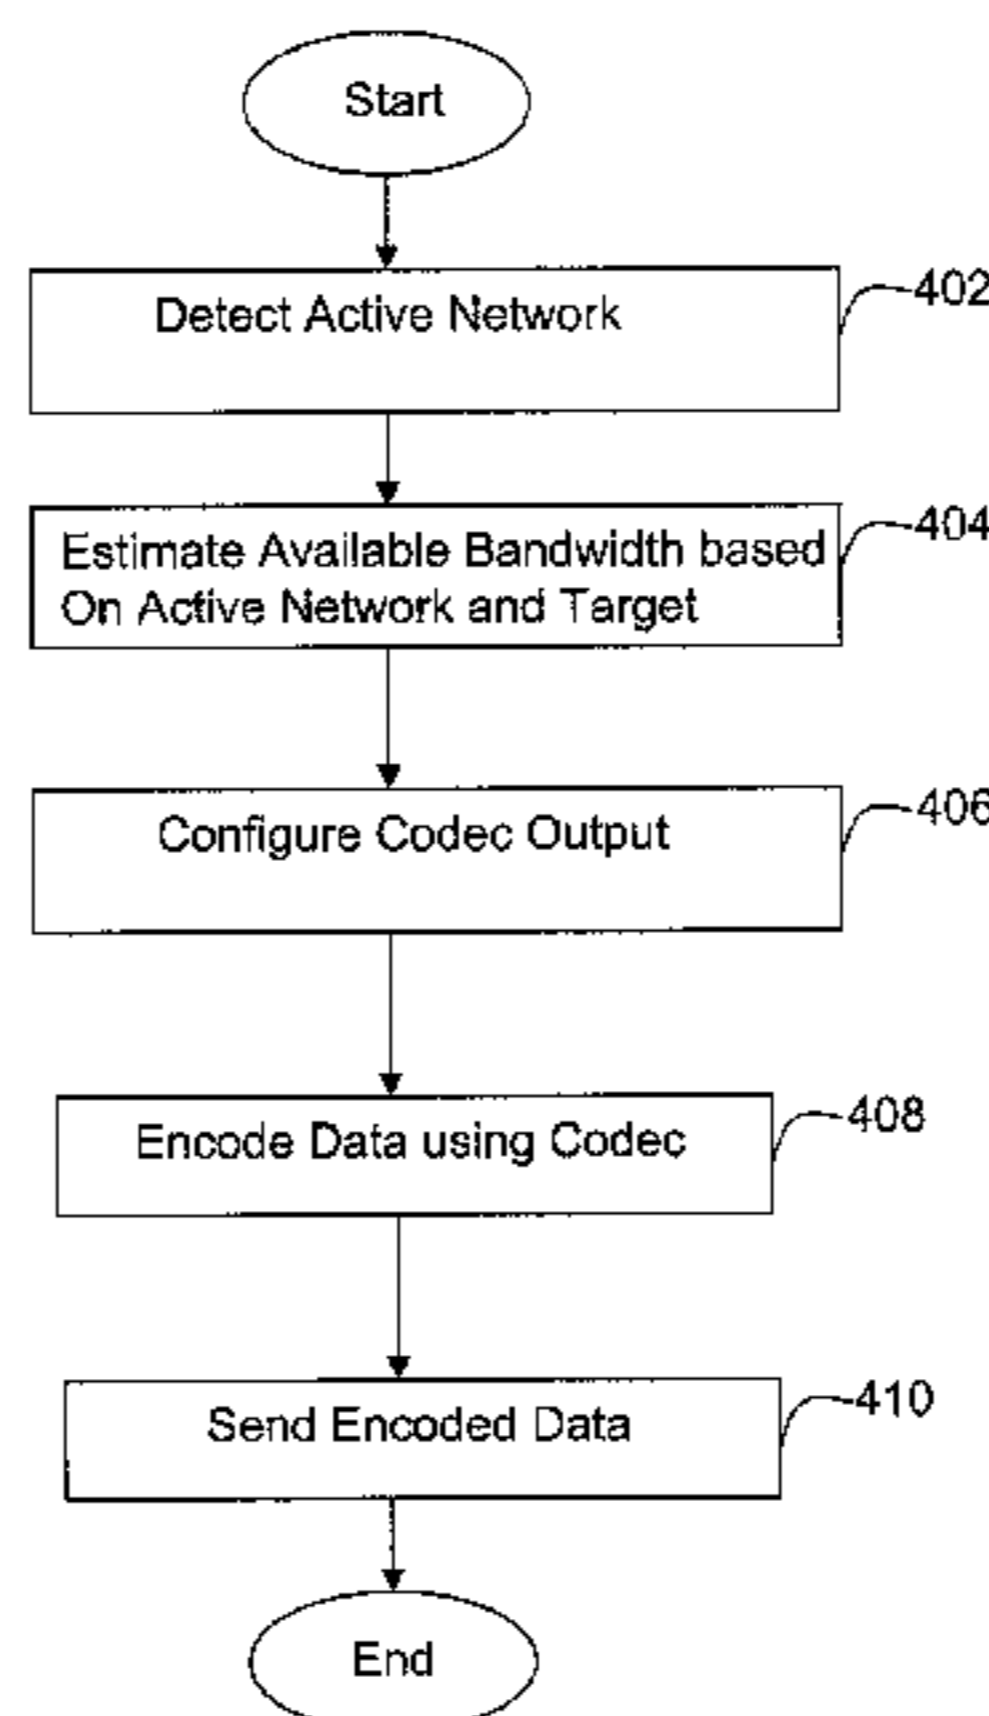 Start
Detect Active Network
402
Estimate Available Bandwidth based
On Active Network and Target
404
Configure Codec Output
406
Encode Data using Codec
408
Send Encoded Data
410
End